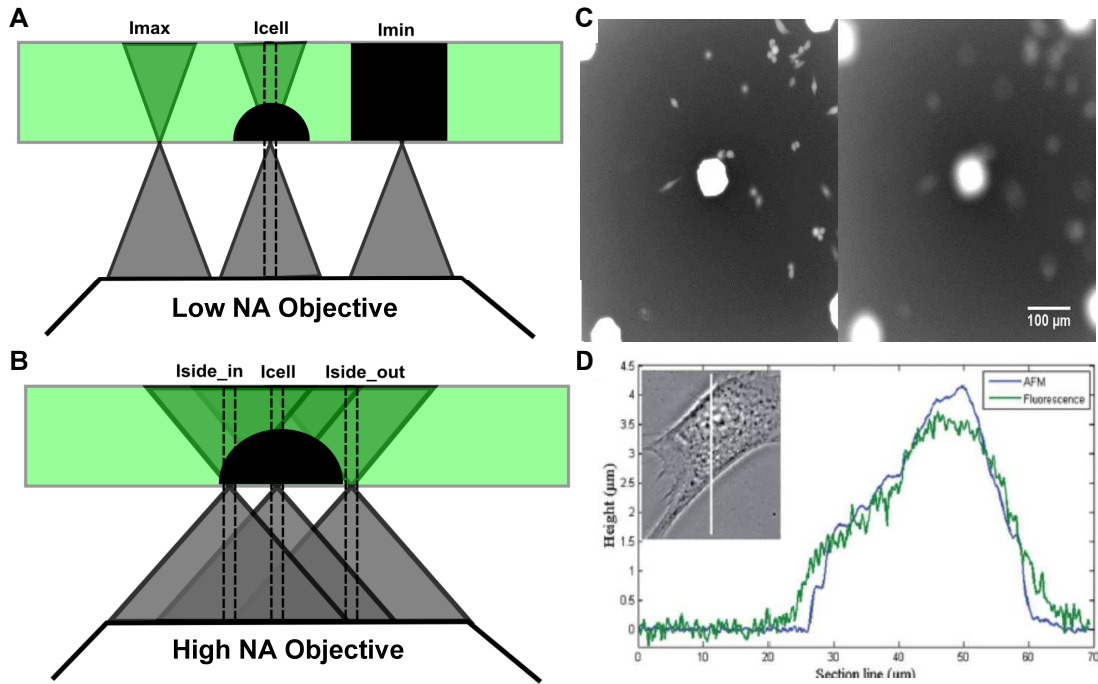 A
Imax
Icell
Imin
Low NA Objective
B
Iside_in
Icell
Iside_out
High NA Objective
C
100 µm
D
AFM
Fluorescence
Height (µm)
4.5
4
3.5
3
2.5
2
1.5
1
0.5
0
0
10
20
30
40
50
60
70
Section line (µm)